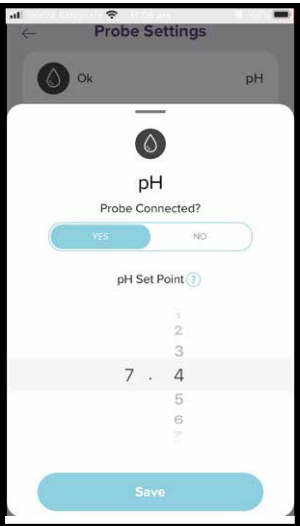 Probe Settings
Ok pH
pH
Probe Connected?
YES NO
pH Set Point ?
1
2
3
7 . 4
5
6
7
Save